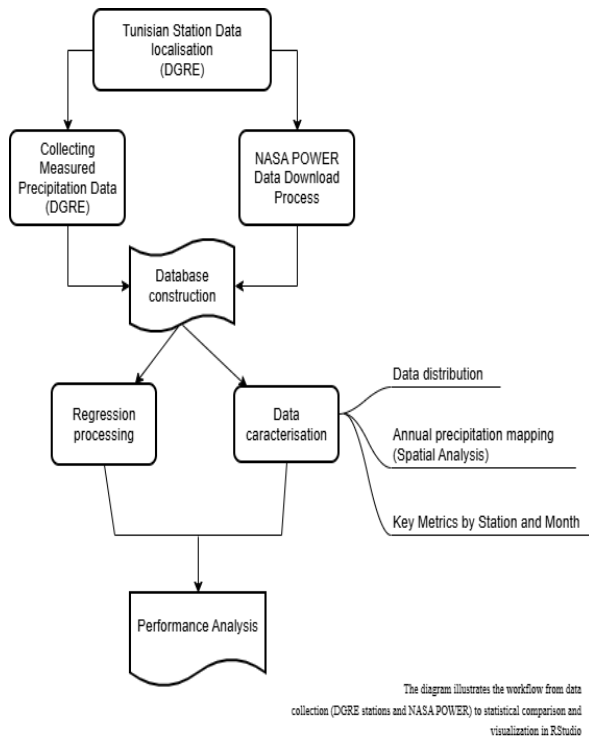 Tunisian Station Data
localisation
(DGRE)
Collecting
Measured
Precipitation Data
(DGRE)
NASA POWER
Data Download
Process
Database
construction
Regression
processing
Data
caracterisation
Data distribution
Annual precipitation mapping
(Spatial Analysis)
Key Metrics by Station and Month
Performance Analysis
The diagram illustrates the workflow from data
collection (DGRE stations and NASA POWER) to statistical comparison and
visualization in RStudio